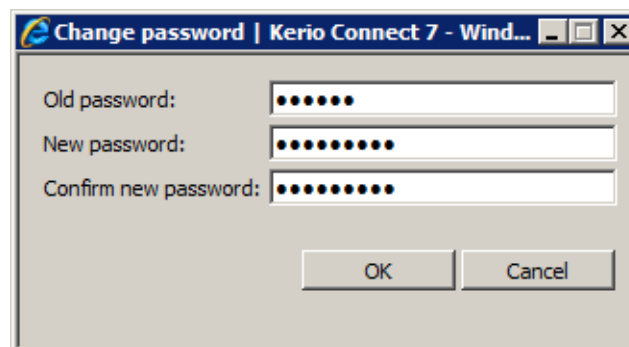 Change password | Kerio Connect 7 - Wind...
Old password: ●●●●●●
New password: ●●●●●●●●●
Confirm new password: ●●●●●●●●●
OK Cancel